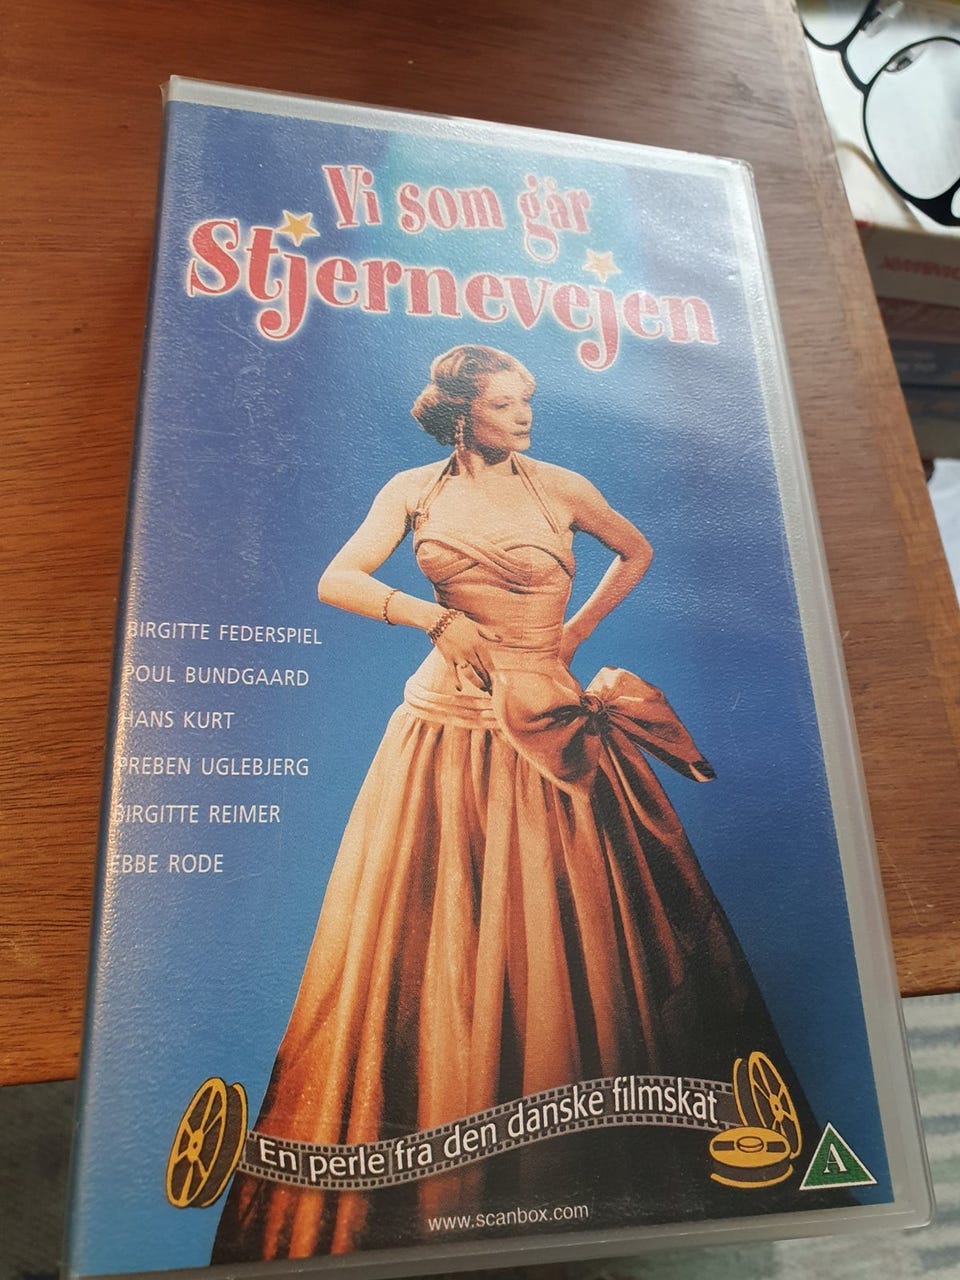 Vi som går
Stjernevejen
BIRGITTE FEDERSPIEL
POUL BUNDGAARD
HANS KURT
PREBEN UGLEBJERG
BIRGITTE REIMER
EBBE RODE
En perle fra den danske filmskat
A
www.scanbox.com